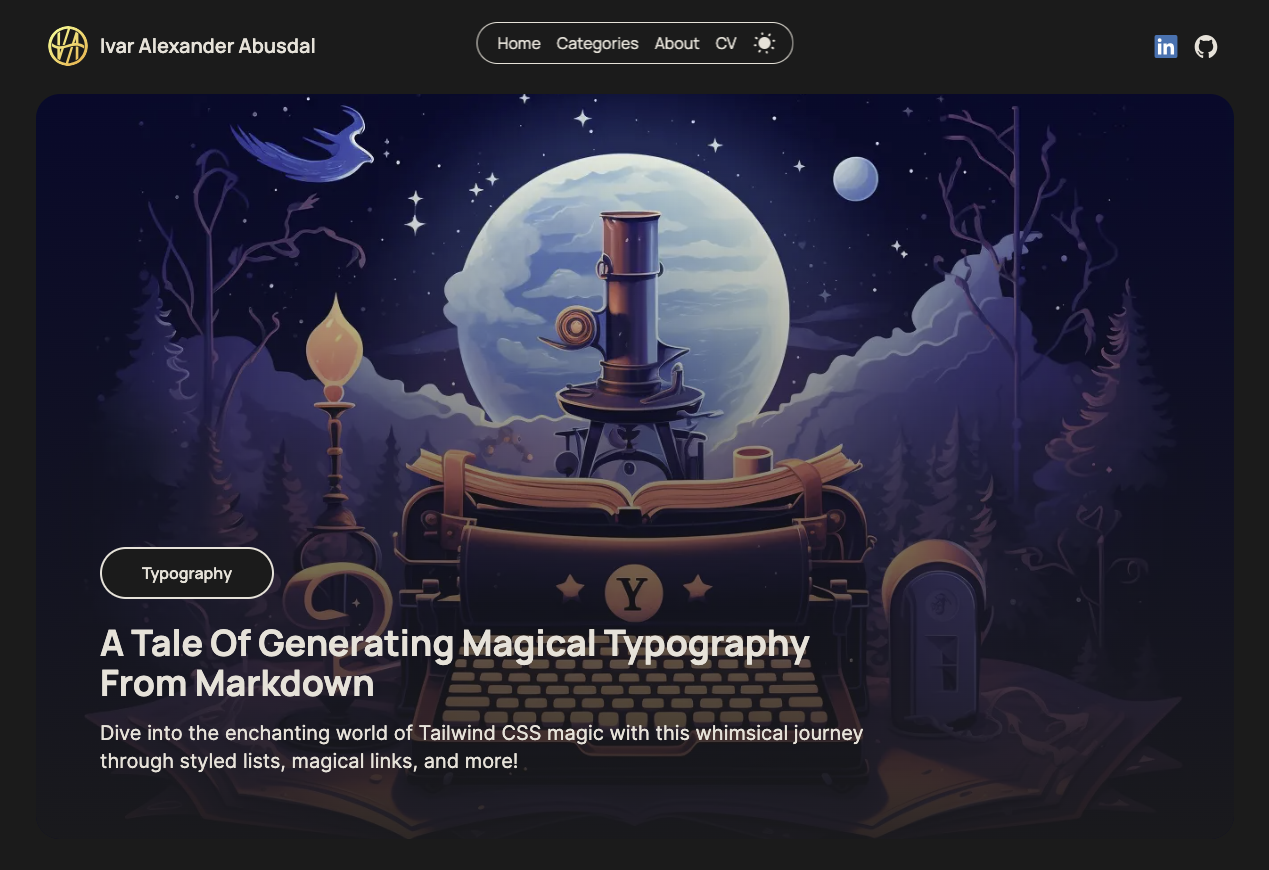 Ivar Alexander Abusdal
Home Categories About CV
in
Typography
Y
A Tale Of Generating Magical Typography
From Markdown
Dive into the enchanting world of Tailwind CSS magic with this whimsical journey
through styled lists, magical links, and more!